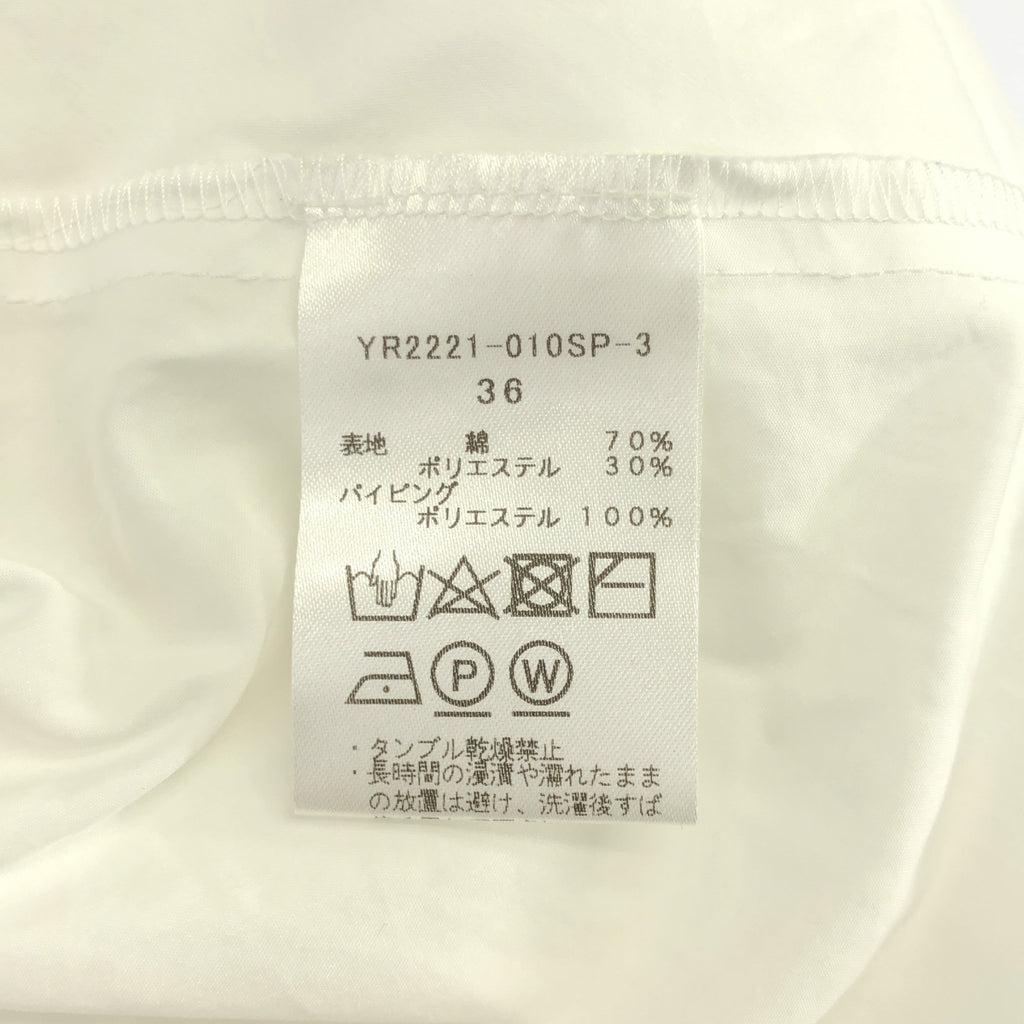 YR2221-010SP-3
36
表地 綿 70%
ポリエステル 30%
パイピング
ポリエステル 100%
P W
・タンブル乾燥禁止
・長時間の浸漬や濡れたまま
の放置は避け、洗濯後すぱ